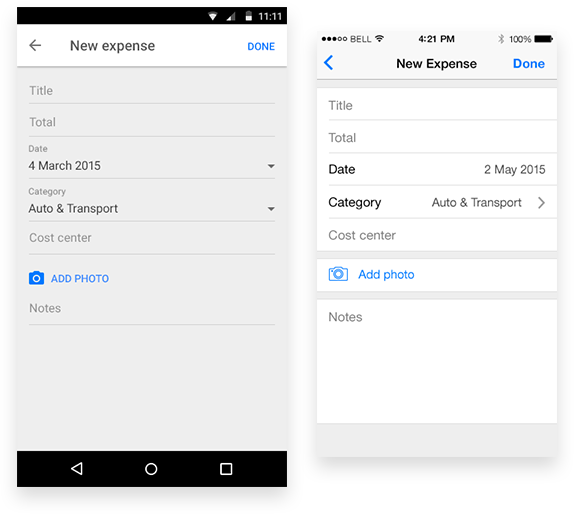 11:11
New expense DONE
Title
Total
Date
4 March 2015
Category
Auto & Transport
Cost center
ADD PHOTO
Notes
BELL 4:21 PM 100%
New Expense Done
Title
Total
Date 2 May 2015
Category Auto & Transport
Cost center
Add photo
Notes